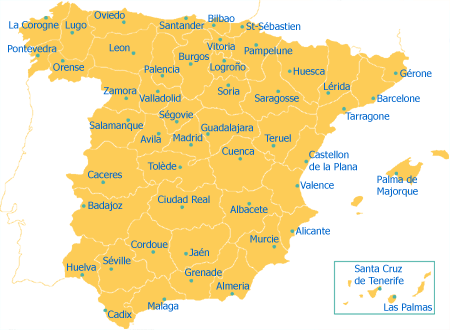 Oviedo
Santander
Bilbao
St-Sébastien
La Corogne
Lugo
Vitoria
Pampelune
Pontevedra
Leon
Burgos
Logroño
Orense
Palencia
Huesca
Gérone
Zamora
Valladolid
Soria
Saragosse
Lérida
Barcelone
Tarragone
Salamanque
Ségovie
Avila
Madrid
Guadalajara
Teruel
Cuenca
Castellon
de la Plana
Tolède
Caceres
Palma de
Majorque
Valence
Badajoz
Ciudad Real
Albacete
Alicante
Murcie
Cordoue
Jaén
Séville
Huelva
Grenade
Almeria
Malaga
Cadix
Santa Cruz
de Tenerife
Las Palmas